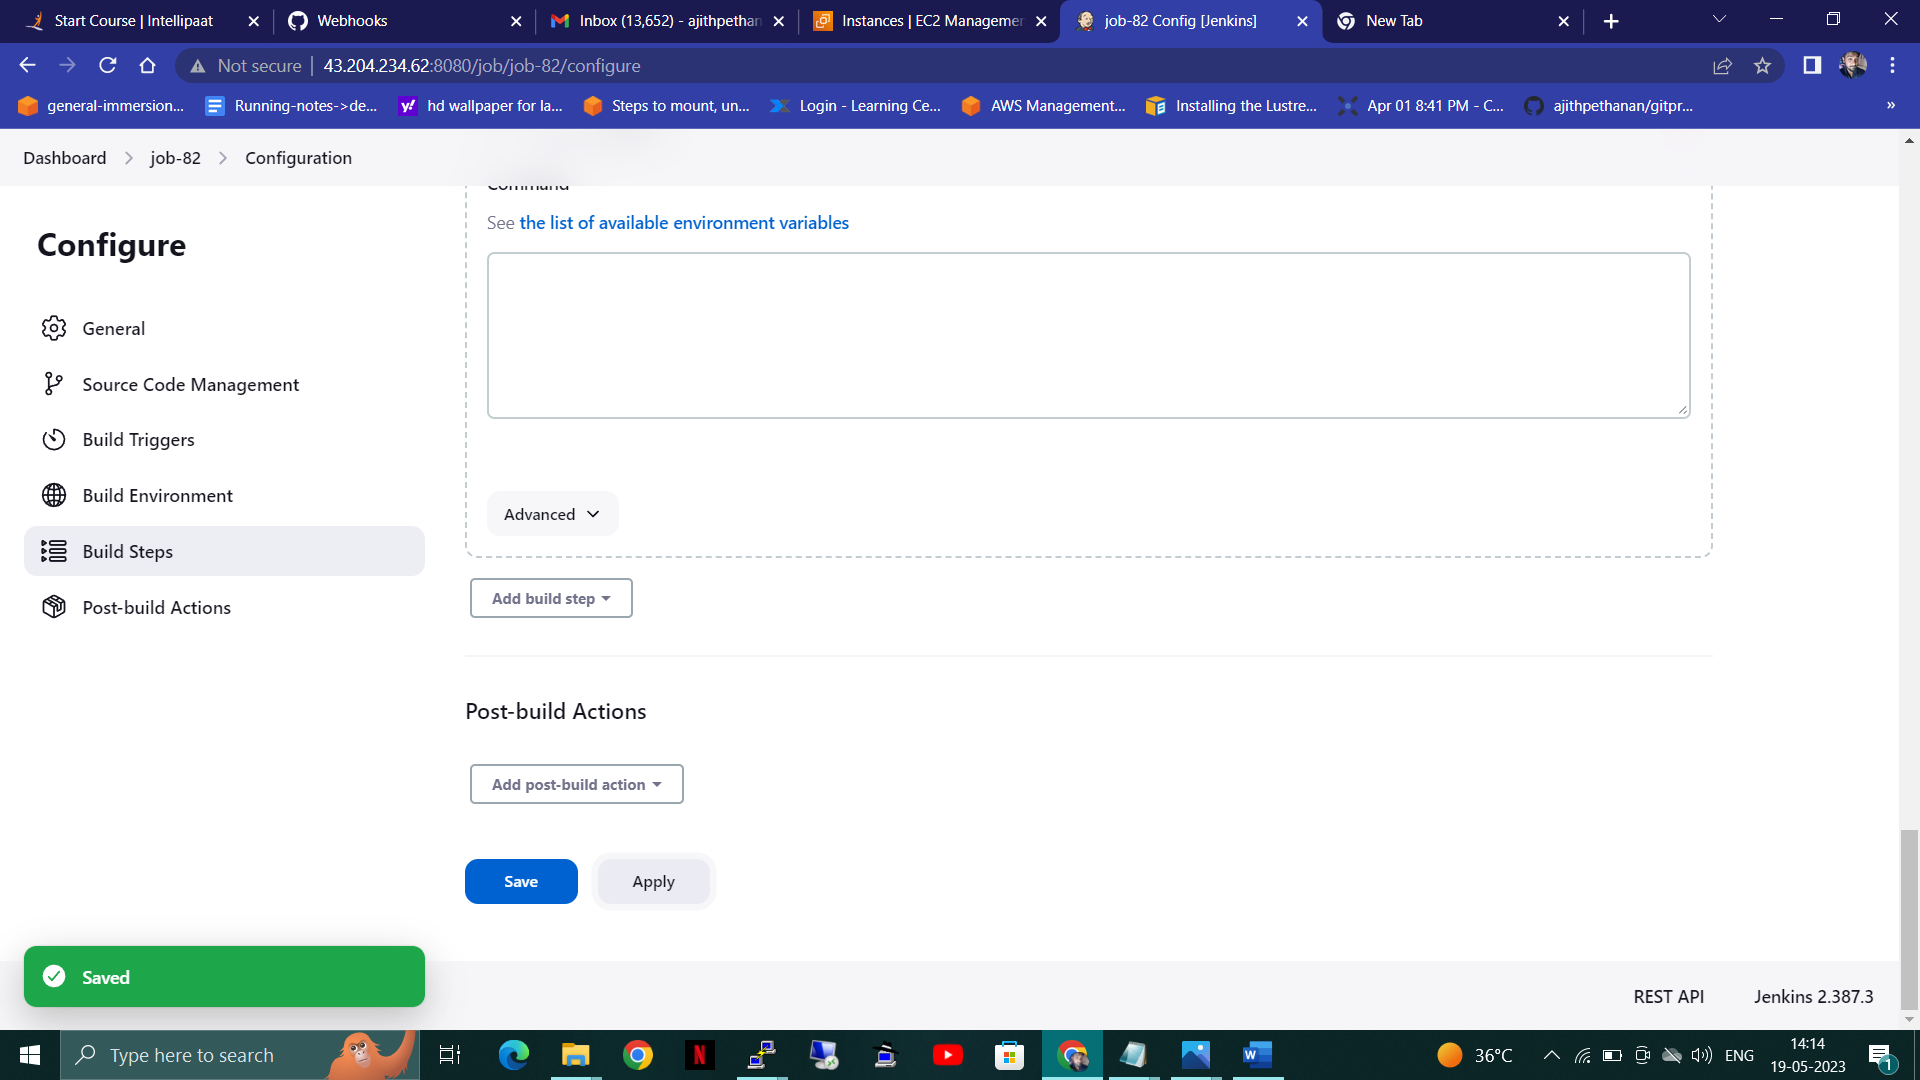 Start Course | Intellipaat
Webhooks
Inbox (13,652) - ajithpethan
Instances | EC2 Managemen
job-82 Config [Jenkins]
New Tab
Not secure
43.204.234.62:8080/job/job-82/configure
general-immersion...
Running-notes->de...
hd wallpaper for la...
Steps to mount, un...
Login - Learning Ce...
AWS Management...
Installing the Lustre...
Apr 01 8:41 PM - C...
ajithpethanan/gitpr...
»
Dashboard > job-82 > Configuration
Command
See the list of available environment variables
Configure
General
Source Code Management
Build Triggers
Build Environment
Build Steps
Post-build Actions
Advanced
Add build step
Post-build Actions
Add post-build action
Save
Apply
Saved
REST API
Jenkins 2.387.3
Type here to search
36°C
ENG
14:14
19-05-2023
1